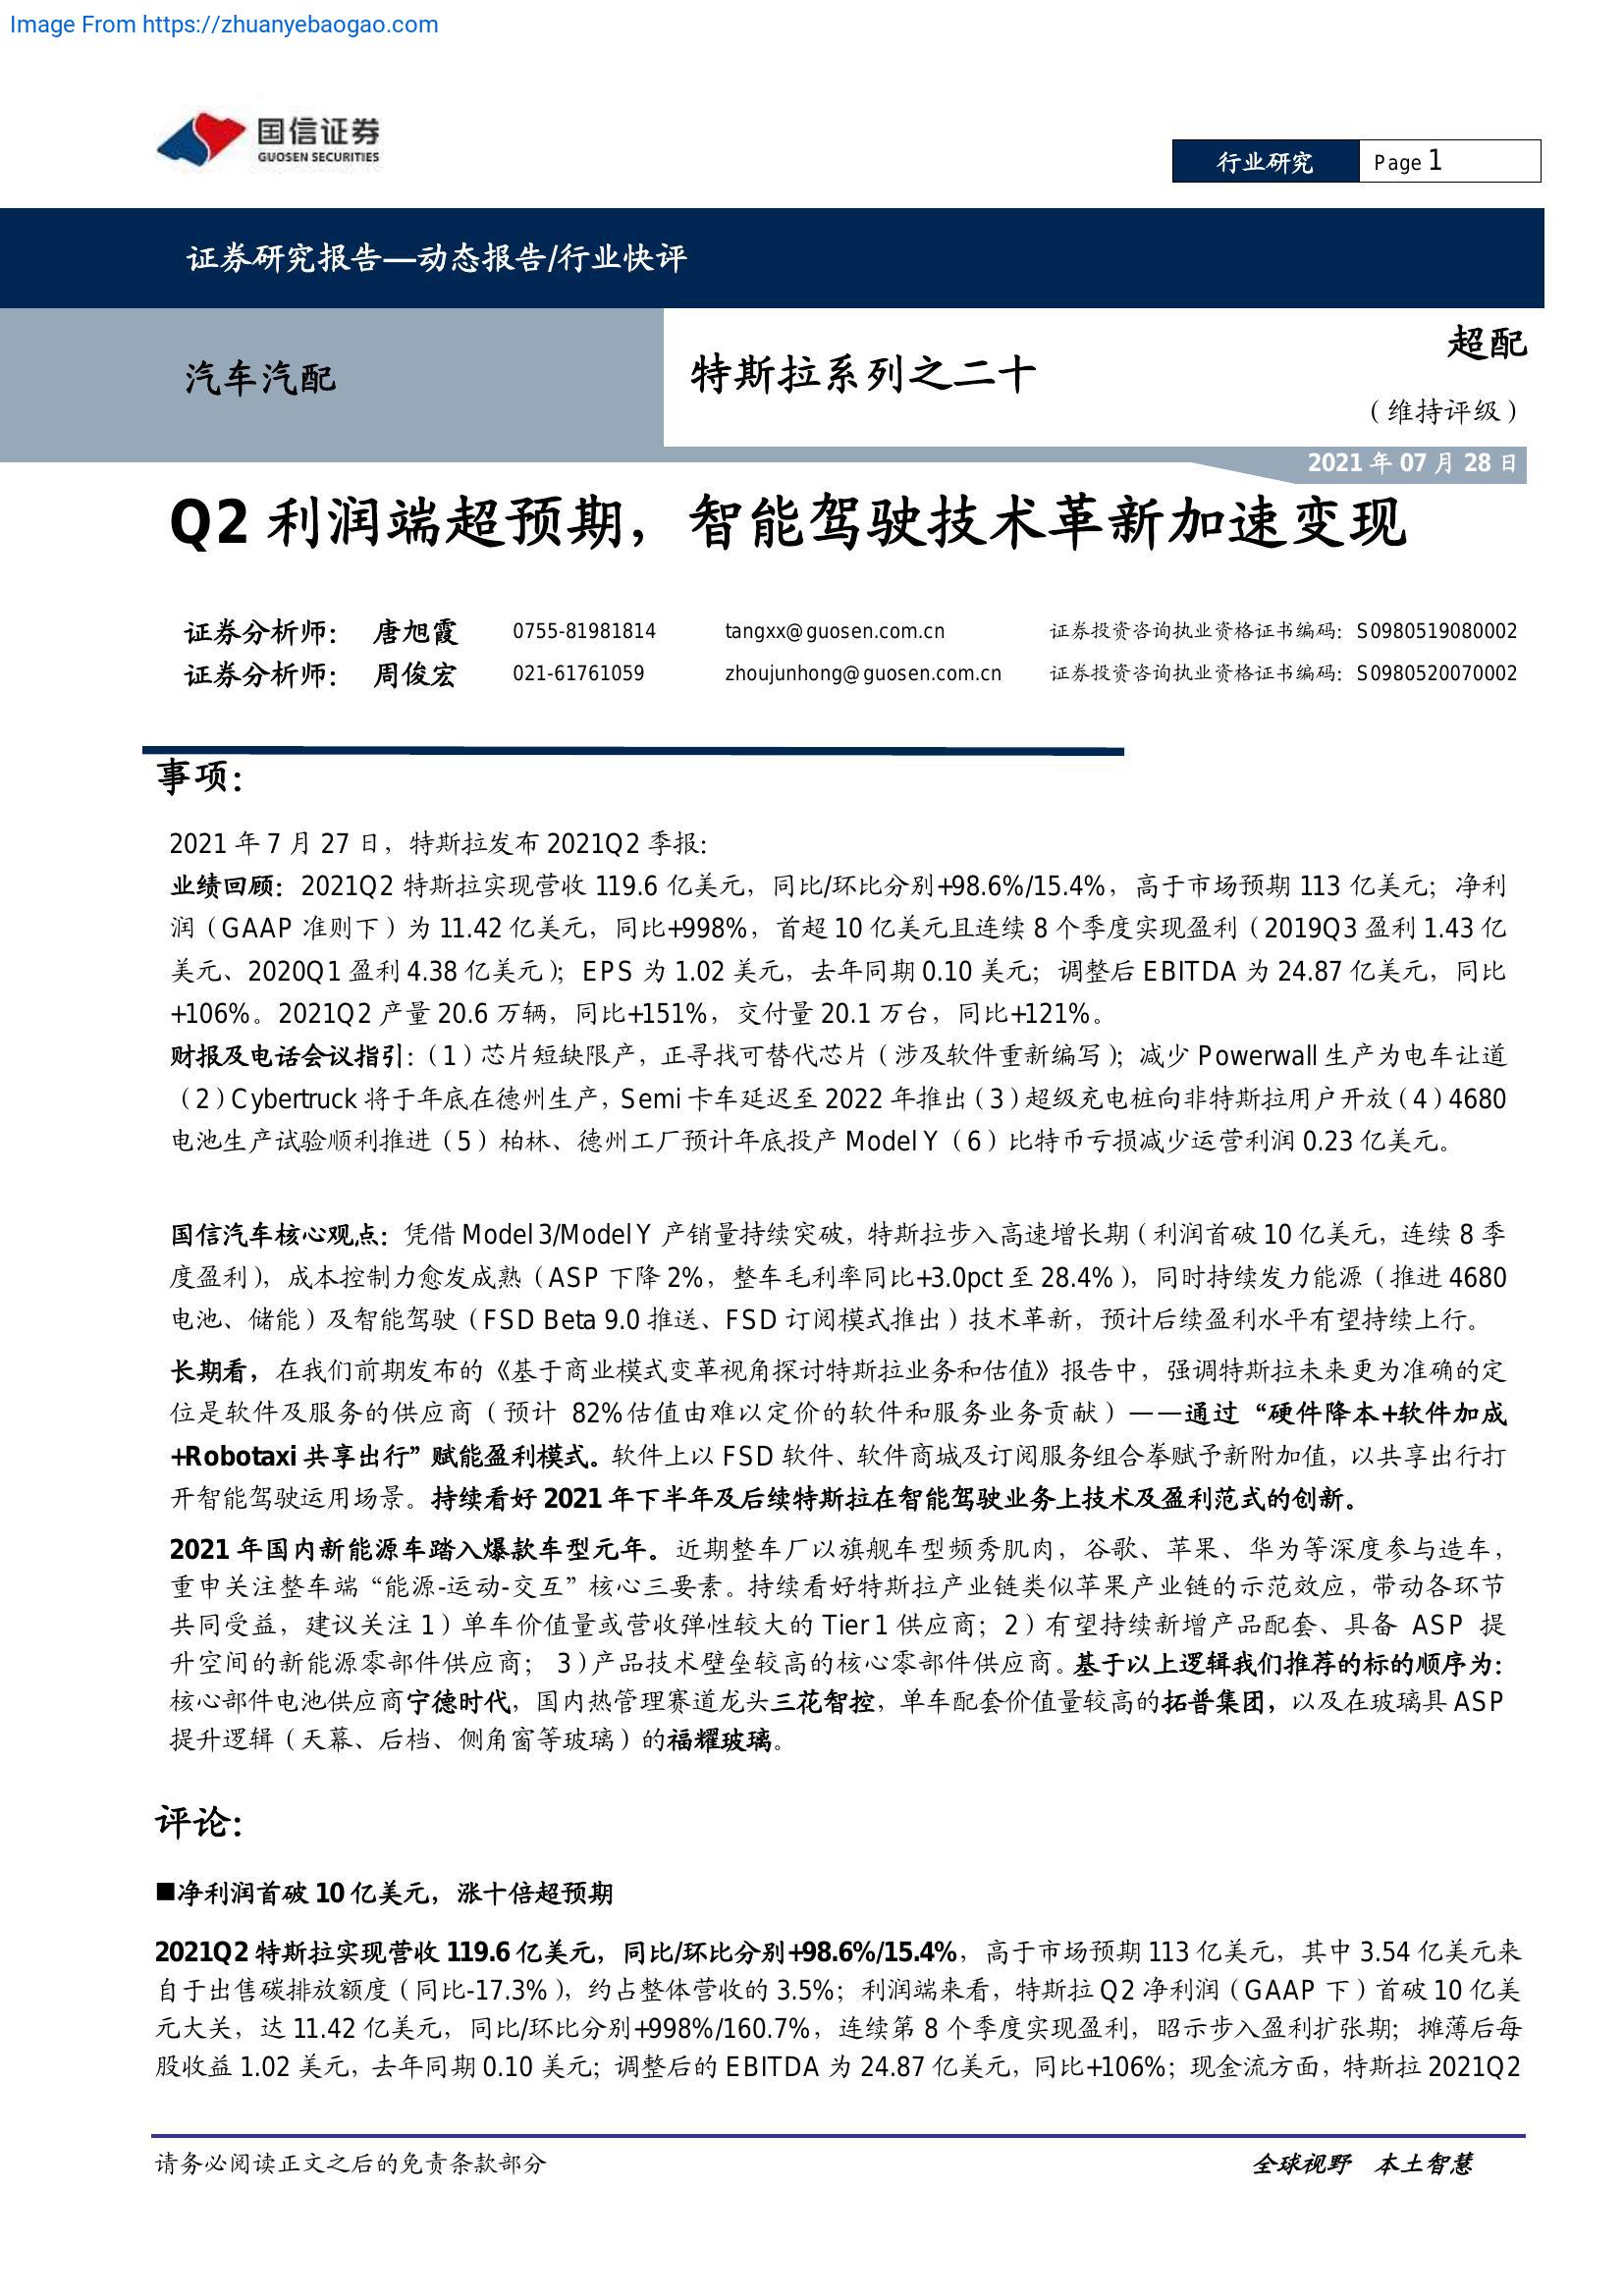 Image From https://zhuanyebaogao.com
国信证券
GUOSEN SECURITIES
行业研究 Page 1
证券研究报告—动态报告/行业快评
汽车汽配
特斯拉系列之二十
超配
（维持评级）
2021 年 07 月 28 日
Q2 利润端超预期，智能驾驶技术革新加速变现
证券分析师： 唐旭霞 0755-81981814 tangxx@guosen.com.cn 证券投资咨询执业资格证书编码：S0980519080002
证券分析师： 周俊宏 021-61761059 zhoujunhong@guosen.com.cn 证券投资咨询执业资格证书编码：S0980520070002
事项：
2021 年 7 月 27 日，特斯拉发布 2021Q2 季报：
业绩回顾：2021Q2 特斯拉实现营收 119.6 亿美元，同比/环比分别+98.6%/15.4%，高于市场预期 113 亿美元；净利
润（GAAP 准则下）为 11.42 亿美元，同比+998%，首超 10 亿美元且连续 8 个季度实现盈利（2019Q3 盈利 1.43 亿
美元、2020Q1 盈利 4.38 亿美元）；EPS 为 1.02 美元，去年同期 0.10 美元；调整后 EBITDA 为 24.87 亿美元，同比
+106%。2021Q2 产量 20.6 万辆，同比+151%，交付量 20.1 万台，同比+121%。
财报及电话会议指引：（1）芯片短缺限产，正寻找可替代芯片（涉及软件重新编写）；减少 Powerwall 生产为电车让道
（2）Cybertruck 将于年底在德州生产，Semi 卡车延迟至 2022 年推出（3）超级充电桩向非特斯拉用户开放（4）4680
电池生产试验顺利推进（5）柏林、德州工厂预计年底投产 Model Y（6）比特币亏损减少运营利润 0.23 亿美元。
国信汽车核心观点：凭借 Model 3/Model Y 产销量持续突破，特斯拉步入高速增长期（利润首破 10 亿美元，连续 8 季
度盈利），成本控制力愈发成熟（ASP 下降 2%，整车毛利率同比+3.0pct 至 28.4%），同时持续发力能源（推进 4680
电池、储能）及智能驾驶（FSD Beta 9.0 推送、FSD 订阅模式推出）技术革新，预计后续盈利水平有望持续上行。
长期看，在我们前期发布的《基于商业模式变革视角探讨特斯拉业务和估值》报告中，强调特斯拉未来更为准确的定
位是软件及服务的供应商（预计 82%估值由难以定价的软件和服务业务贡献）——通过“硬件降本+软件加成
+Robotaxi 共享出行”赋能盈利模式。软件上以 FSD 软件、软件商城及订阅服务组合拳赋予新附加值，以共享出行打
开智能驾驶运用场景。持续看好 2021 年下半年及后续特斯拉在智能驾驶业务上技术及盈利范式的创新。
2021 年国内新能源车踏入爆款车型元年。近期整车厂以旗舰车型频秀肌肉，谷歌、苹果、华为等深度参与造车，
重申关注整车端“能源-运动-交互”核心三要素。持续看好特斯拉产业链类似苹果产业链的示范效应，带动各环节
共同受益，建议关注 1）单车价值量或营收弹性较大的 Tier 1 供应商；2）有望持续新增产品配套、具备 ASP 提
升空间的新能源零部件供应商； 3）产品技术壁垒较高的核心零部件供应商。基于以上逻辑我们推荐的标的顺序为：
核心部件电池供应商宁德时代，国内热管理赛道龙头三花智控，单车配套价值量较高的拓普集团，以及在玻璃具 ASP
提升逻辑（天幕、后档、侧角窗等玻璃）的福耀玻璃。
评论：
■净利润首破 10 亿美元，涨十倍超预期
2021Q2 特斯拉实现营收 119.6 亿美元，同比/环比分别+98.6%/15.4%，高于市场预期 113 亿美元，其中 3.54 亿美元来
自于出售碳排放额度（同比-17.3%），约占整体营收的 3.5%；利润端来看，特斯拉 Q2 净利润（GAAP 下）首破 10 亿美
元大关，达 11.42 亿美元，同比/环比分别+998%/160.7%，连续第 8 个季度实现盈利，昭示步入盈利扩张期；摊薄后每
股收益 1.02 美元，去年同期 0.10 美元；调整后的 EBITDA 为 24.87 亿美元，同比+106%；现金流方面，特斯拉 2021Q2
请务必阅读正文之后的免责条款部分 全球视野 本土智慧